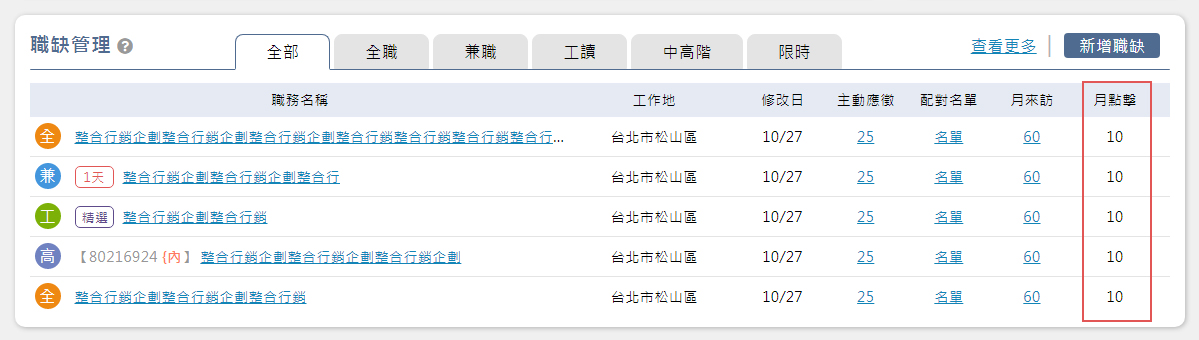 職缺管理 ? 全部 全職 兼職 工讀 中高階 限時 查看更多 | 新增職缺
職務名稱 工作地 修改日 主動應徵 配對名單 月來訪 月點擊
全 整合行銷企劃整合行銷企劃整合行銷企劃整合行銷整合行銷整合行銷整合行... 台北市松山區 10/27 25 名單 60 10
兼 1天 整合行銷企劃整合行銷企劃整合行 台北市松山區 10/27 25 名單 60 10
工 精選 整合行銷企劃整合行銷 台北市松山區 10/27 25 名單 60 10
高 【80216924 {內】 整合行銷企劃整合行銷企劃整合行銷企劃 台北市松山區 10/27 25 名單 60 10
全 整合行銷企劃整合行銷企劃整合行銷 台北市松山區 10/27 25 名單 60 10